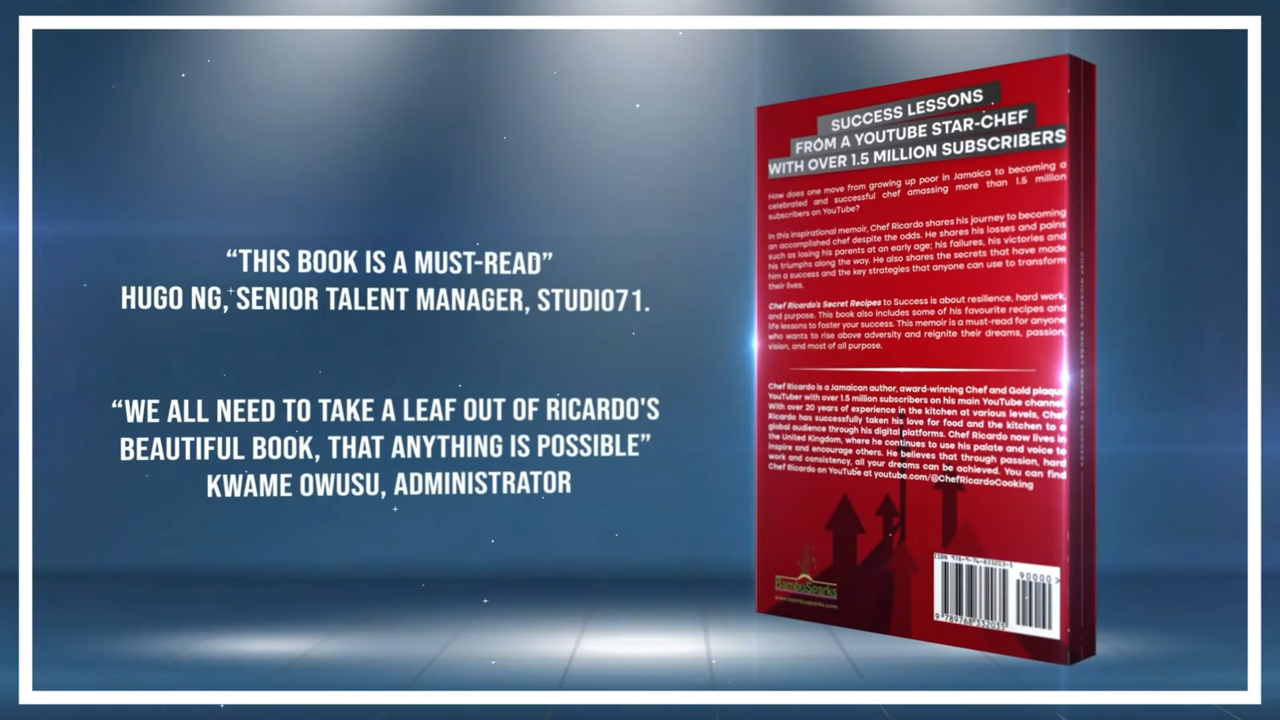 “THIS BOOK IS A MUST-READ”
HUGO NG, SENIOR TALENT MANAGER, STUDIO71.
“WE ALL NEED TO TAKE A LEAF OUT OF RICARDO'S
BEAUTIFUL BOOK, THAT ANYTHING IS POSSIBLE”
KWAME OWUSU, ADMINISTRATOR
SUCCESS LESSONS
FROM A YOUTUBE STAR-CHEF
WITH OVER 1.5 MILLION SUBSCRIBERS
How does one move from growing up poor in Jamaica to becoming a
celebrated and successful chef amassing more than 1.5 million
subscribers on YouTube?
In this inspirational memoir, Chef Ricardo shares his journey to becoming
an accomplished chef despite the odds. He shares his losses and pains
such as losing his parents at an early age; his failures, his victories and
his triumphs along the way. He also shares the secrets that have made
him a success and the key strategies that anyone can use to transform
their lives.
Chef Ricardo's Secret Recipes to Success is about resilience, hard work,
and purpose. This book also includes some of his favourite recipes and
life lessons to foster your success. This memoir is a must-read for anyone
who wants to rise above adversity and reignite their dreams, passion,
vision, and most of all purpose.
Chef Ricardo is a Jamaican author, award-winning Chef and Gold plaque
YouTuber with over 1.5 million subscribers on his main YouTube channel.
With over 20 years of experience in the kitchen at various levels, Chef
Ricardo has successfully taken his love for food and the kitchen to a
global audience through his digital platforms. Chef Ricardo now lives in
the United Kingdom, where he continues to use his palate and voice to
inspire and encourage others. He believes that through passion, hard
work and consistency, all your dreams can be achieved. You can find
Chef Ricardo on YouTube at youtube.com/@ChefRicardoCooking
BambuSparks
www.bambusparks.com
90000 >